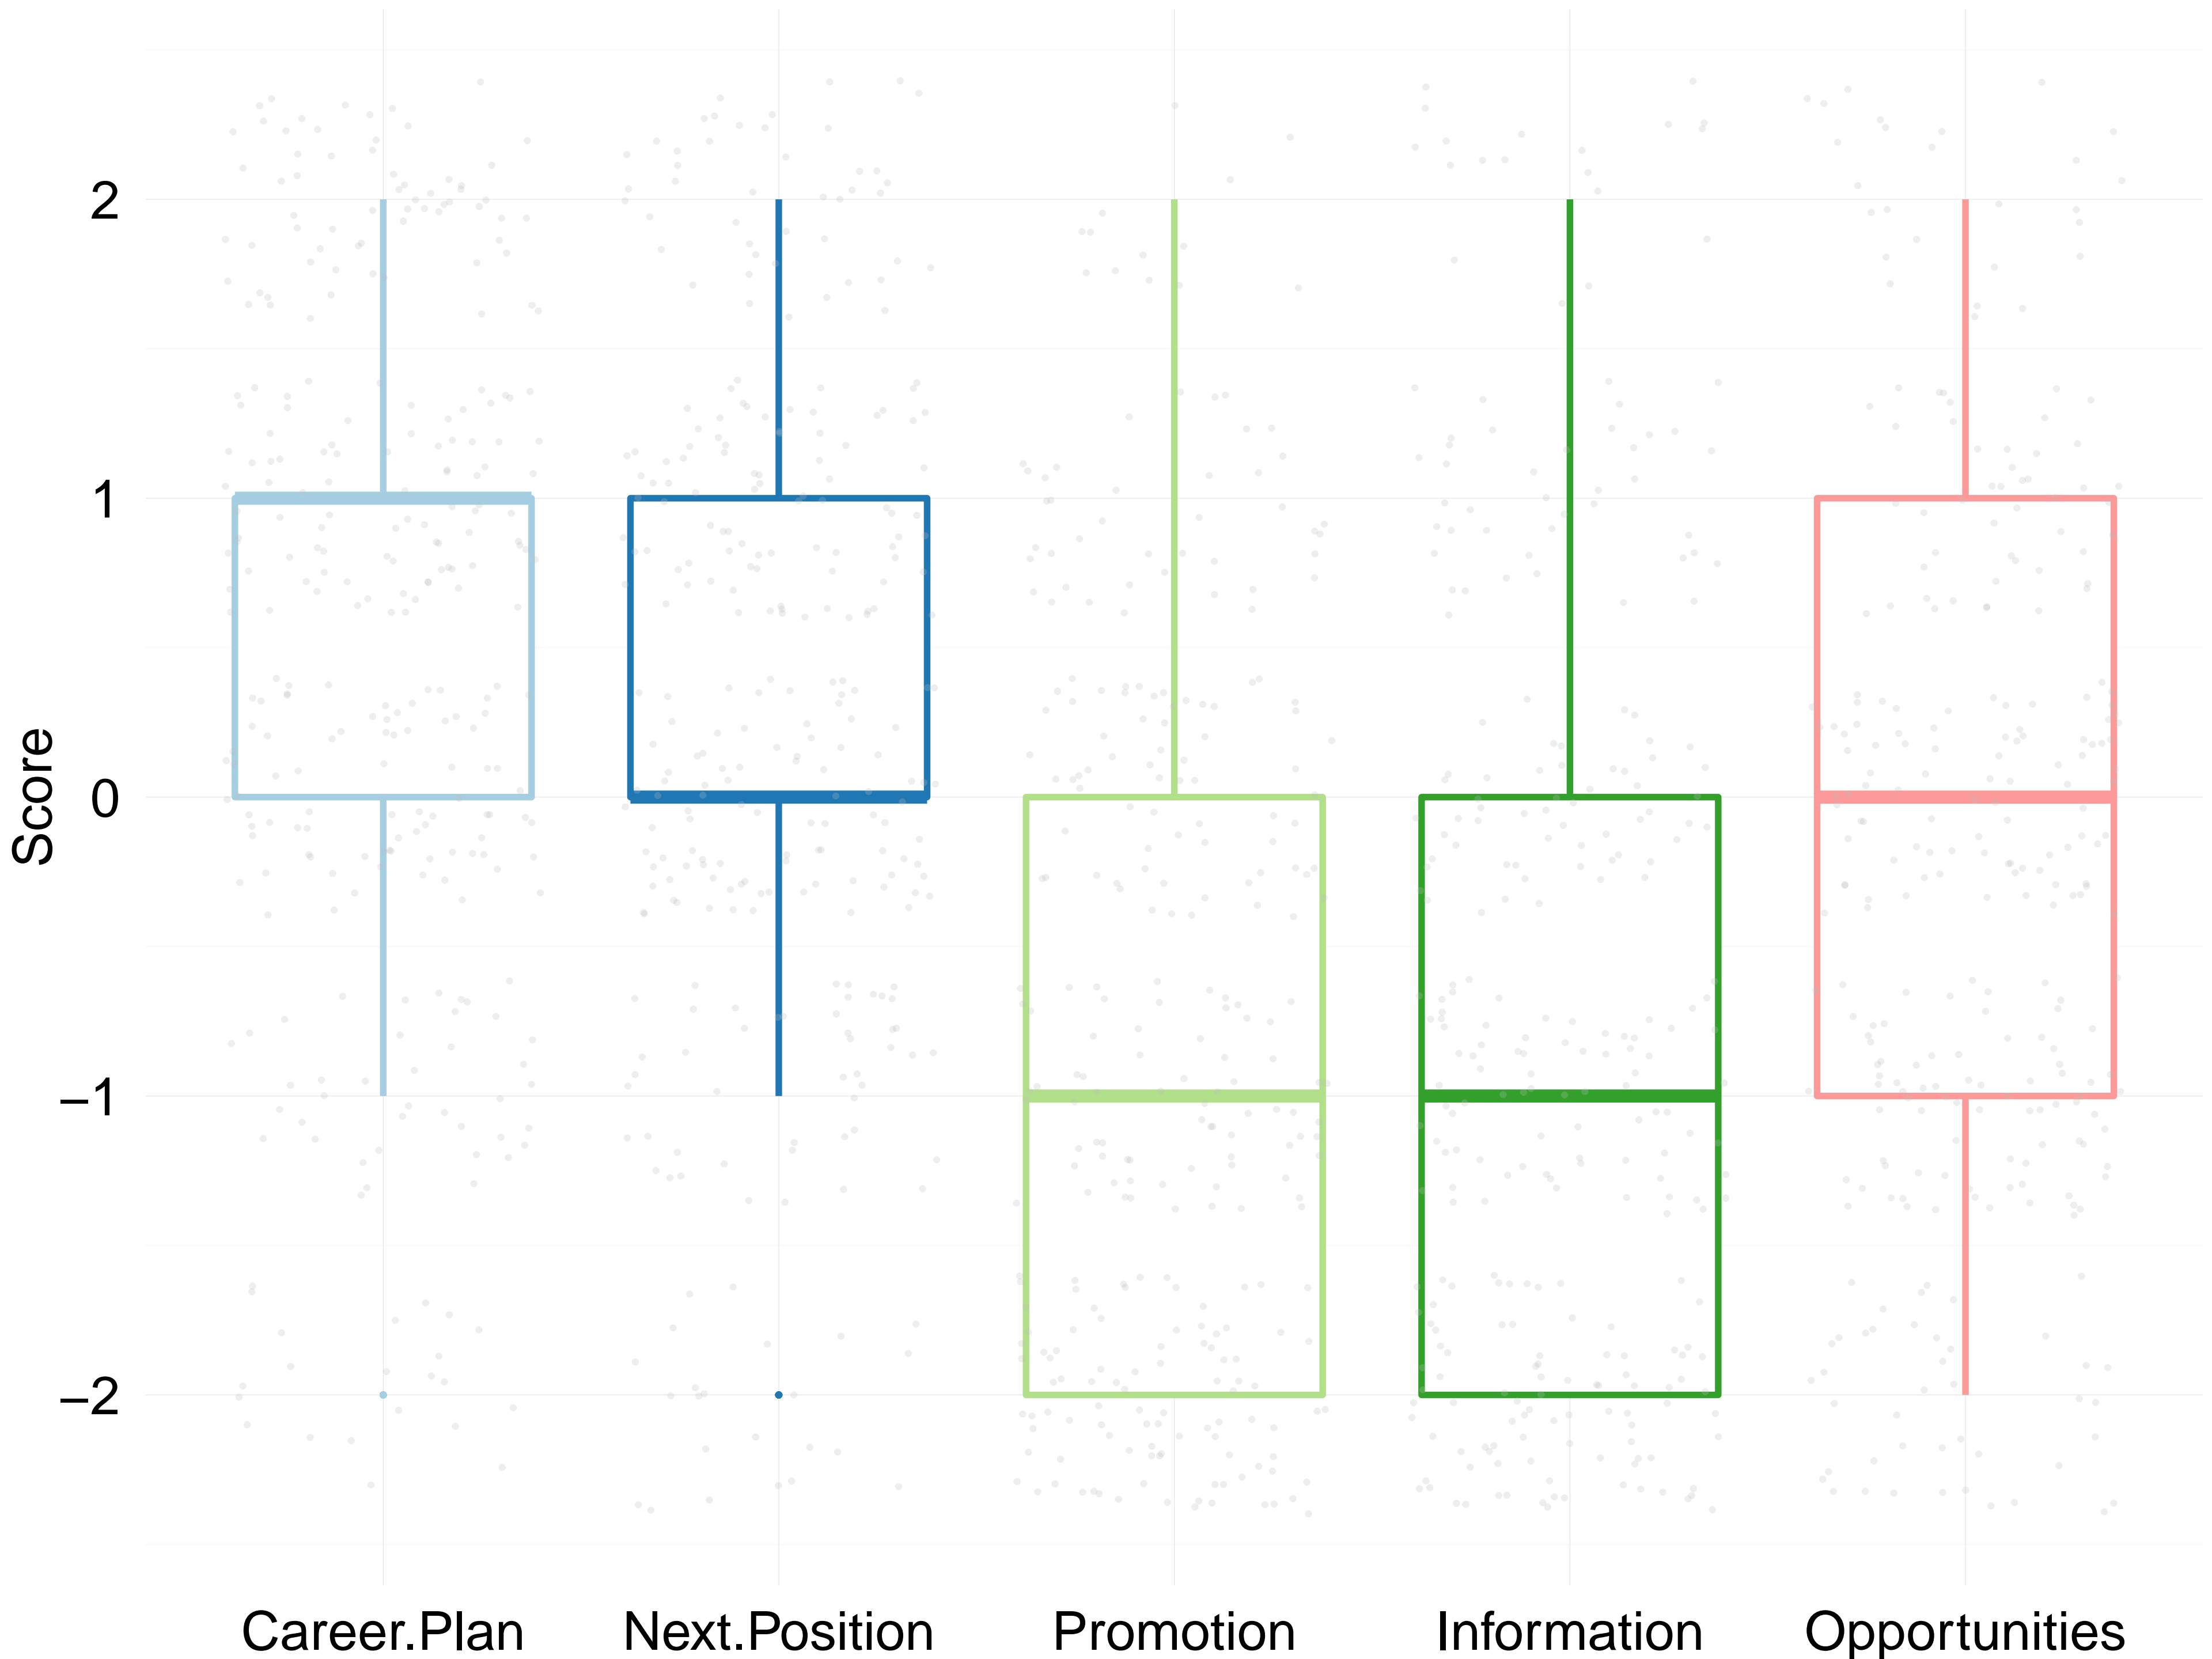 Score
2
1
0
−1
−2
Career.Plan Next.Position Promotion Information Opportunities